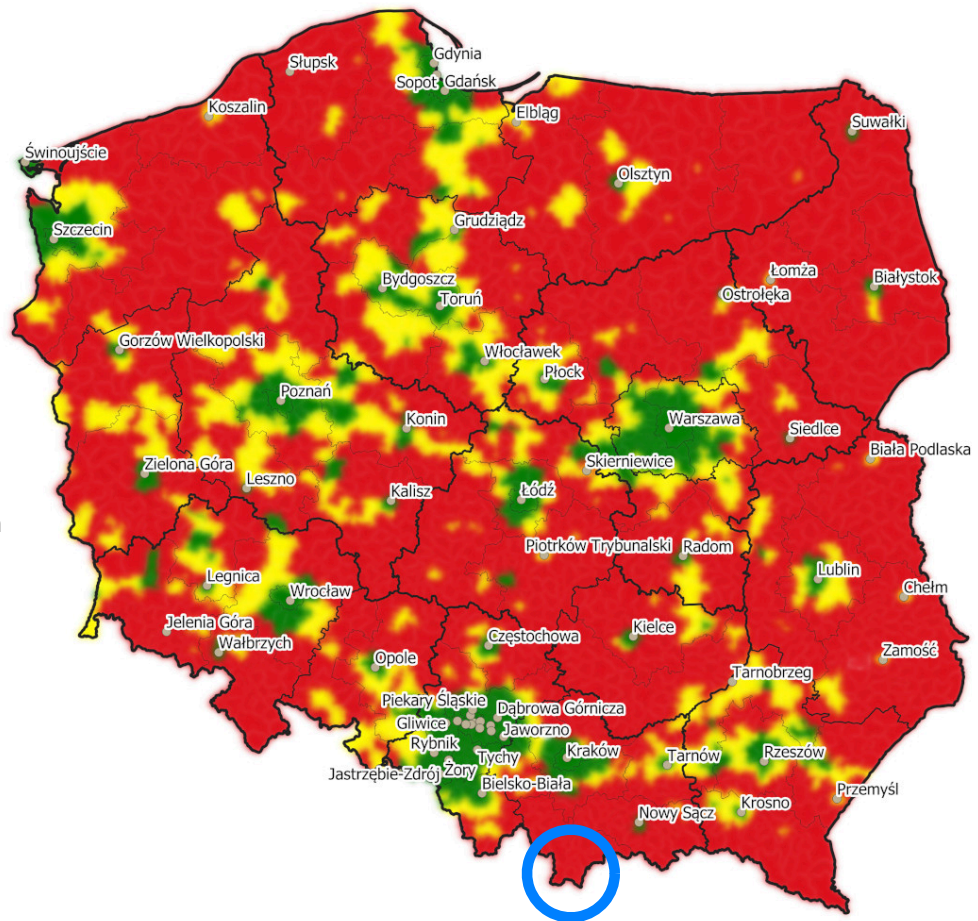 Gdynia
Słupsk
Sopot
Gdańsk
Koszalin
Elbląg
Suwałki
Świnoujście
Olsztyn
Szczecin
Grudziądz
Łomża
Bydgoszcz
Białystok
Ostrołęka
Toruń
Gorzów Wielkopolski
Włocławek
Płock
Poznań
Konin
Warszawa
Siedlce
Biała Podlaska
Zielona Góra
Skierniewice
Leszno
Łódź
Kalisz
Piotrków Trybunalski
Radom
Legnica
Lublin
Wrocław
Chełm
Jelenia Góra
Kielce
Częstochowa
Wałbrzych
Zamość
Opole
Tarnobrzeg
Piekary Śląskie
Dąbrowa Górnicza
Gliwice
Jaworzno
Rybnik
Kraków
Tychy
Tarnów
Rzeszów
Jastrzębie-Zdrój
Żory
Bielsko-Biała
Przemyśl
Krosno
Nowy Sącz